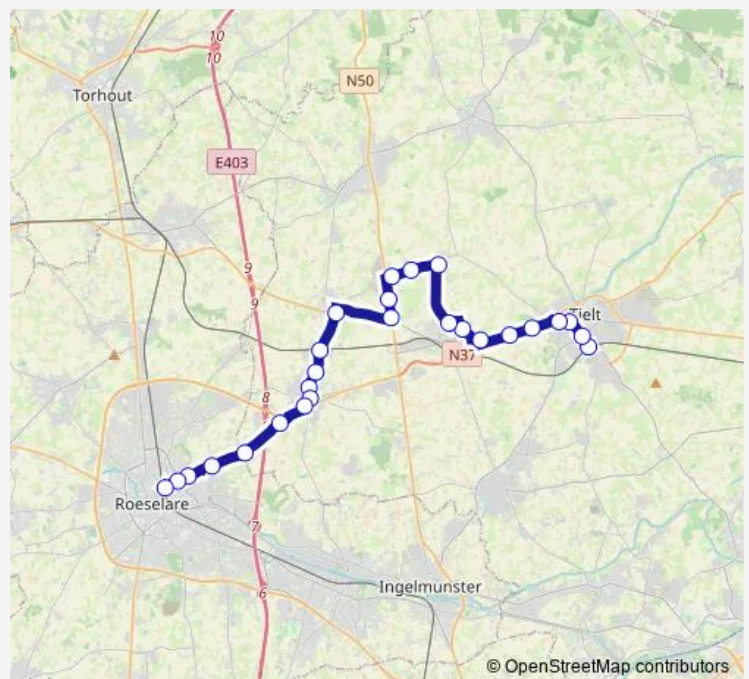 10
10
N50
Torhout
E403
9
9
Tielt
N37
8
Roeselare
7
Ingelmunster
6
© OpenStreetMap contributors